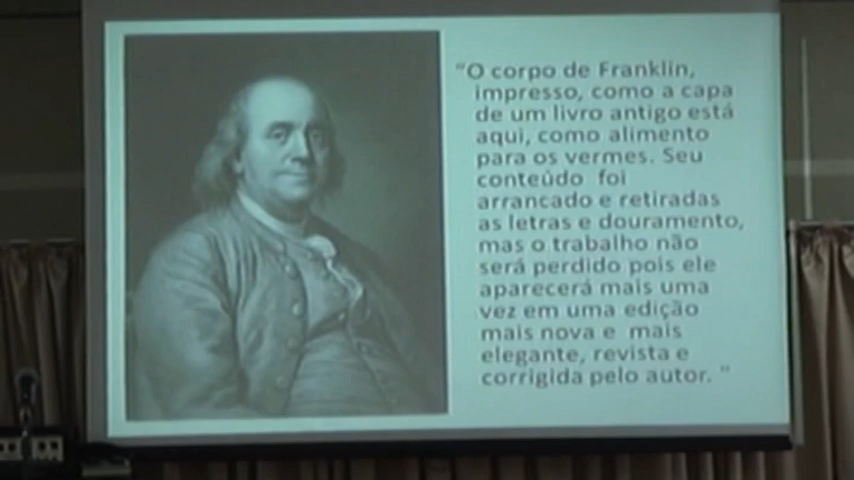 “O corpo de Franklin,
impresso, como a capa
de um livro antigo está
aqui, como alimento
para os vermes. Seu
conteúdo foi
arrancado e retiradas
as letras e douramento,
mas o trabalho não
será perdido pois ele
aparecerá mais uma
vez em uma edição
mais nova e mais
elegante, revista e
corrigida pelo autor. ”